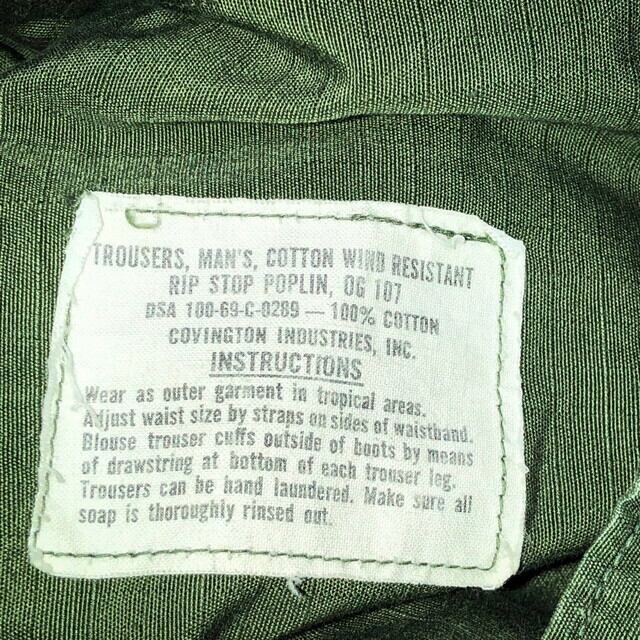 TROUSERS, MAN'S, COTTON WIND RESISTANT
RIP STOP POPLIN, OG 107
DSA 100-69-C-0289 — 100% COTTON
COVINGTON INDUSTRIES, INC.
INSTRUCTIONS
Wear as outer garment in tropical areas.
Adjust waist size by straps on sides of waistband.
Blouse trouser cuffs outside of boots by means
of drawstring at bottom of each trouser leg.
Trousers can be hand laundered. Make sure all
soap is thoroughly rinsed out.